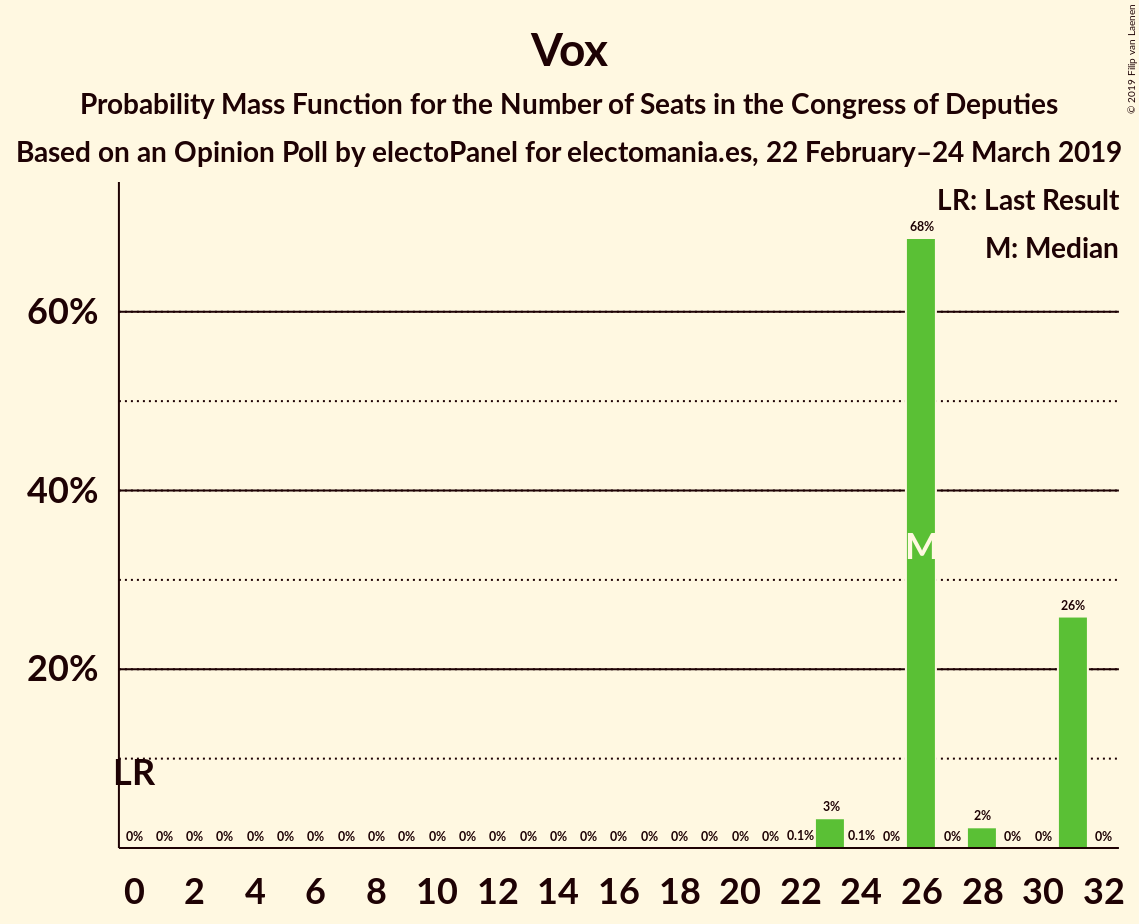 Vox
Probability Mass Function for the Number of Seats in the Congress of Deputies
Based on an Opinion Poll by electoPanel for electomania.es, 22 February–24 March 2019
© 2019 Filip van Laenen
LR: Last Result
M: Median
68%
60%
40%
M
26%
20%
LR
0% 0% 0% 0% 0% 0% 0% 0% 0% 0% 0% 0% 0% 0% 0% 0% 0% 0% 0% 0% 0% 0% 0.1% 3% 0.1% 0% 0% 2% 0% 0% 0%
0 2 4 6 8 10 12 14 16 18 20 22 24 26 28 30 32